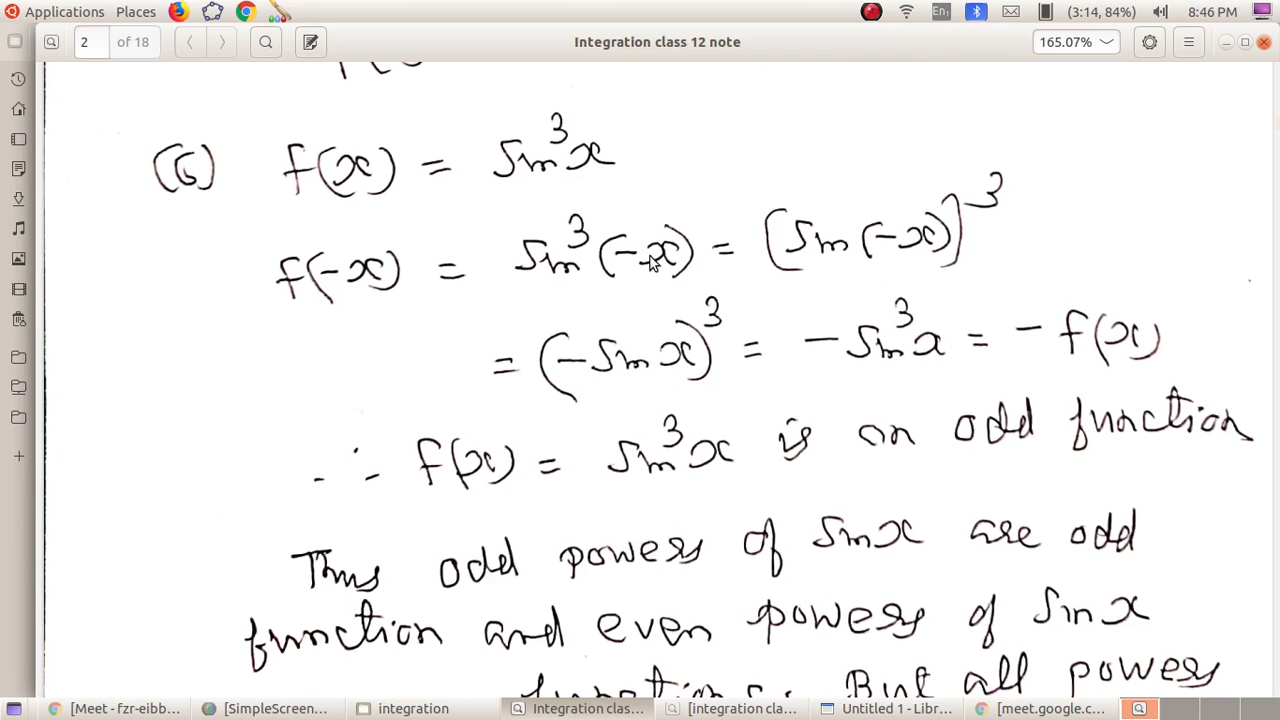 Applications Places En₁ (3:14, 84%) 8:46 PM
2 of 18 Integration class 12 note 165.07%
(6) f(x) = sin³x
f(-x) = sin³(-x) = [sin(-x)]³
= (-sin x)³ = -sin³x = -f(x)
∴ f(x) = sin³x is an odd function
Thus odd powers of sinx are odd
function and even powers of sinx
functions. But all powers
[Meet - fzr-eibb... [SimpleScreen... integration Integration clas... [integration cla... Untitled 1 - Libr... [meet.google.c...